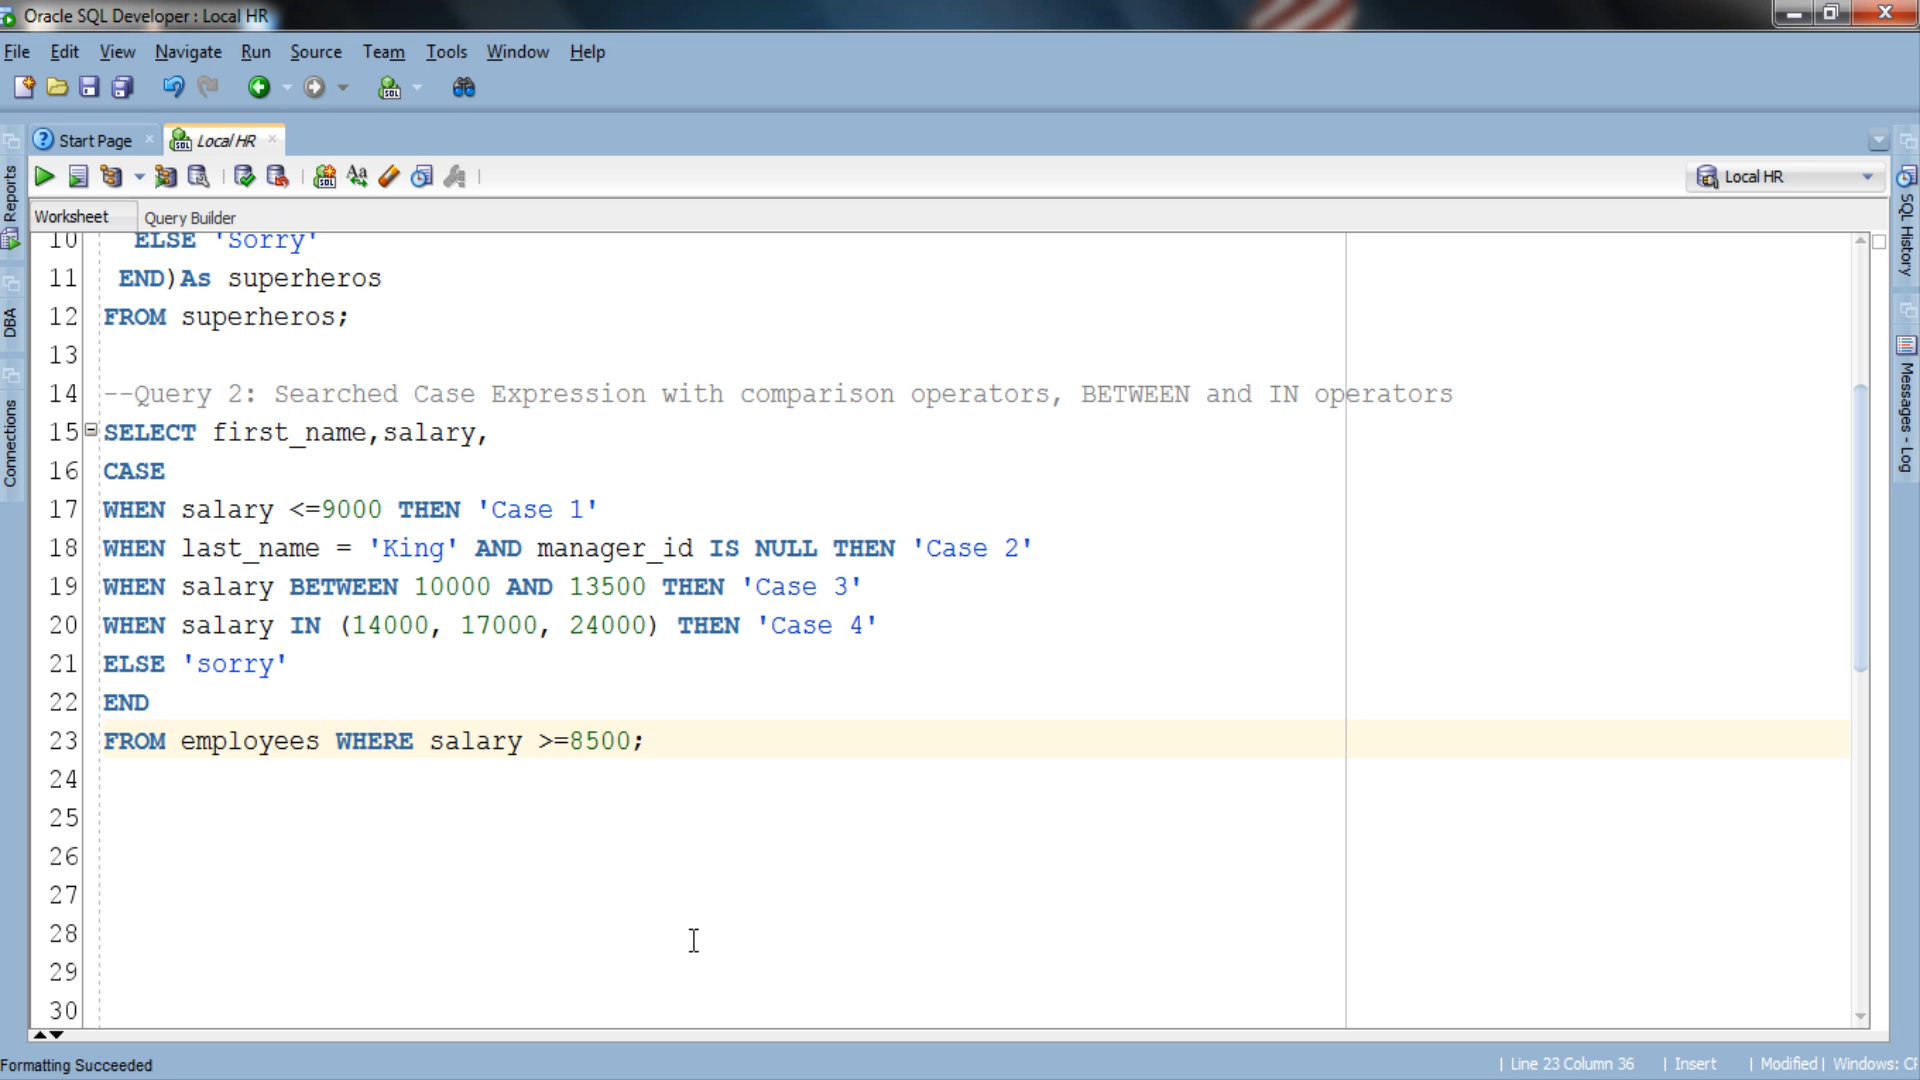 Oracle SQL Developer : Local HR
File Edit View Navigate Run Source Team Tools Window Help
Start Page
Local HR
Local HR
Worksheet
Query Builder
Reports
DBA
Connections
SQL History
Messages - Log
10 ELSE 'Sorry'
11 END)As superheros
12 FROM superheros;
13
14 --Query 2: Searched Case Expression with comparison operators, BETWEEN and IN operators
15 SELECT first_name,salary,
16 CASE
17 WHEN salary <=9000 THEN 'Case 1'
18 WHEN last_name = 'King' AND manager_id IS NULL THEN 'Case 2'
19 WHEN salary BETWEEN 10000 AND 13500 THEN 'Case 3'
20 WHEN salary IN (14000, 17000, 24000) THEN 'Case 4'
21 ELSE 'sorry'
22 END
23 FROM employees WHERE salary >=8500;
24
25
26
27
28
29
30
Formatting Succeeded
| Line 23 Column 36 | Insert | Modified | Windows: C